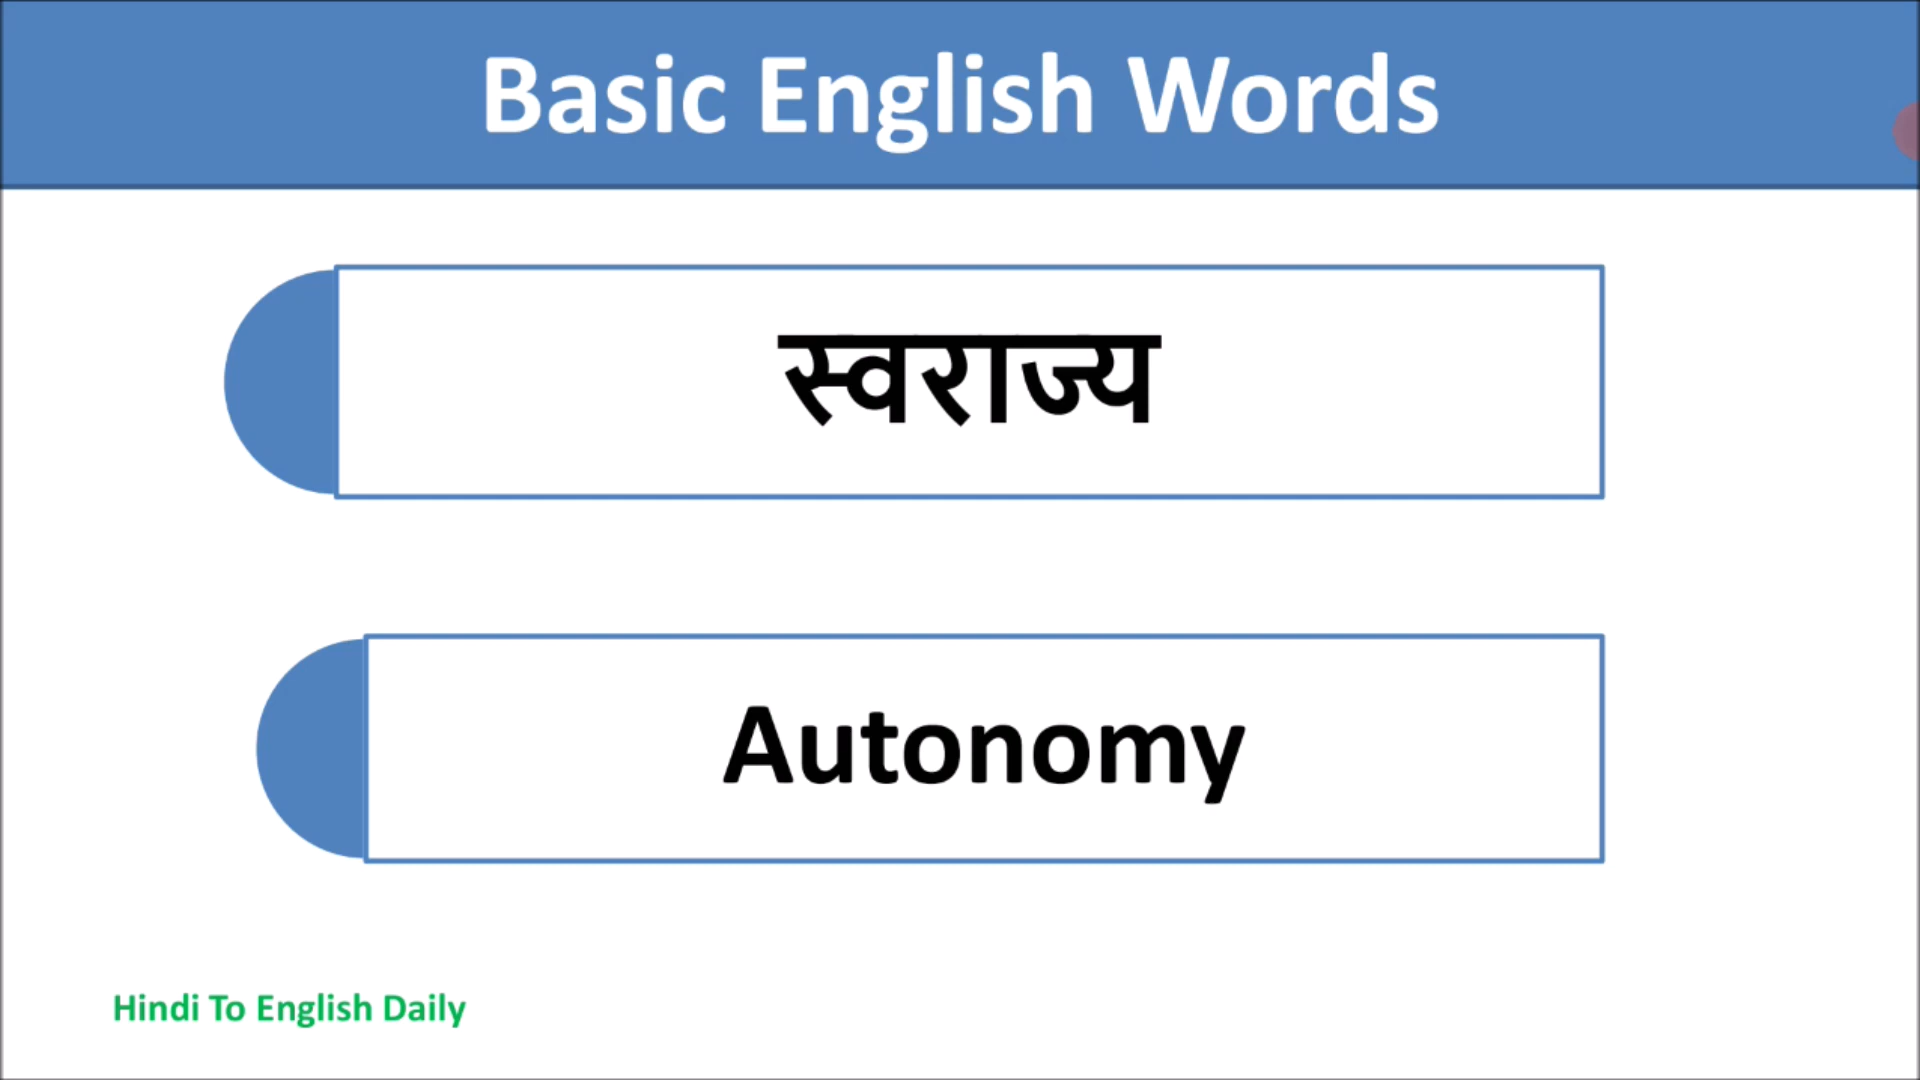 Basic English Words
स्वराज्य
Autonomy
Hindi To English Daily